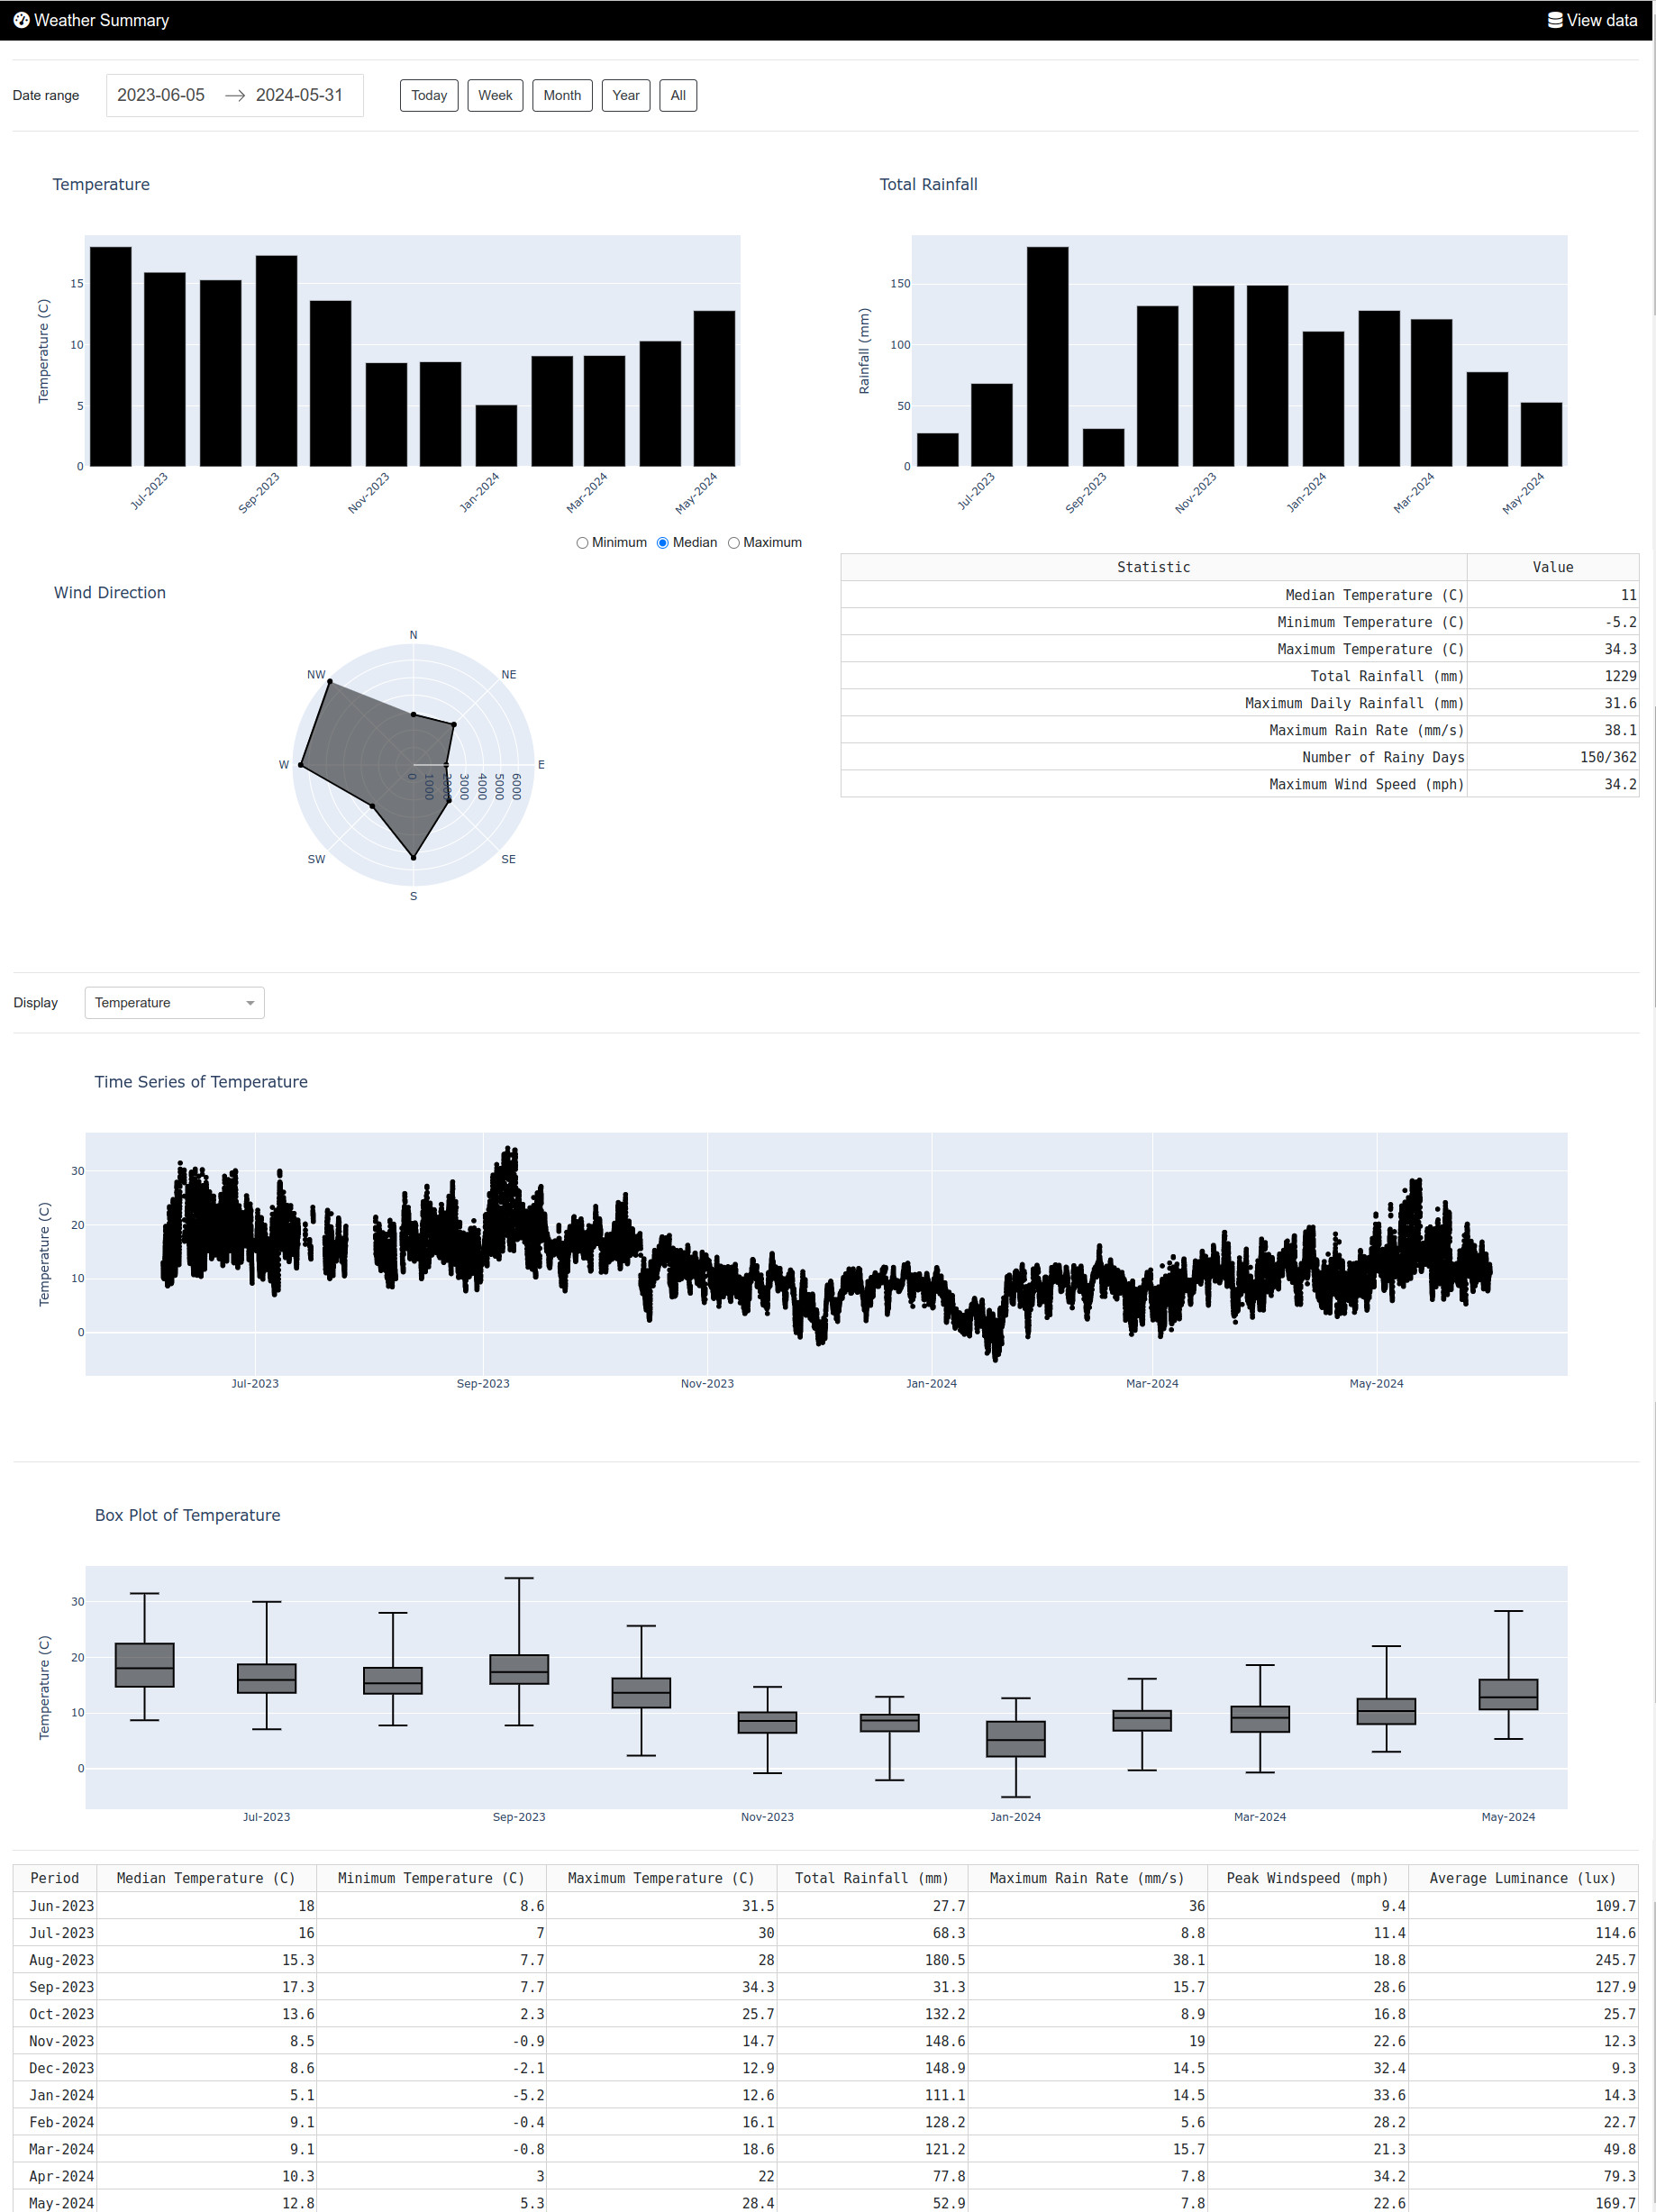 Weather Summary View data
Date range 2023-06-05 → 2024-05-31 Today Week Month Year All
Temperature
Temperature (C)
15
10
5
0
Jul-2023 Sep-2023 Nov-2023 Jan-2024 Mar-2024 May-2024
Minimum Median Maximum
Total Rainfall
Rainfall (mm)
150
100
50
0
Jul-2023 Sep-2023 Nov-2023 Jan-2024 Mar-2024 May-2024
Wind Direction
N
NW NE
W E
0 1000 2000 3000 4000 5000 6000
SW SE
S
Statistic Value
Median Temperature (C) 11
Minimum Temperature (C) -5.2
Maximum Temperature (C) 34.3
Total Rainfall (mm) 1229
Maximum Daily Rainfall (mm) 31.6
Maximum Rain Rate (mm/s) 38.1
Number of Rainy Days 150/362
Maximum Wind Speed (mph) 34.2
Display Temperature
Time Series of Temperature
Temperature (C)
30
20
10
0
Jul-2023 Sep-2023 Nov-2023 Jan-2024 Mar-2024 May-2024
Box Plot of Temperature
Temperature (C)
30
20
10
0
Jul-2023 Sep-2023 Nov-2023 Jan-2024 Mar-2024 May-2024
Period Median Temperature (C) Minimum Temperature (C) Maximum Temperature (C) Total Rainfall (mm) Maximum Rain Rate (mm/s) Peak Windspeed (mph) Average Luminance (lux)
Jun-2023 18 8.6 31.5 27.7 36 9.4 109.7
Jul-2023 16 7 30 68.3 8.8 11.4 114.6
Aug-2023 15.3 7.7 28 180.5 38.1 18.8 245.7
Sep-2023 17.3 7.7 34.3 31.3 15.7 28.6 127.9
Oct-2023 13.6 2.3 25.7 132.2 8.9 16.8 25.7
Nov-2023 8.5 -0.9 14.7 148.6 19 22.6 12.3
Dec-2023 8.6 -2.1 12.9 148.9 14.5 32.4 9.3
Jan-2024 5.1 -5.2 12.6 111.1 14.5 33.6 14.3
Feb-2024 9.1 -0.4 16.1 128.2 5.6 28.2 22.7
Mar-2024 9.1 -0.8 18.6 121.2 15.7 21.3 49.8
Apr-2024 10.3 3 22 77.8 7.8 34.2 79.3
May-2024 12.8 5.3 28.4 52.9 7.8 22.6 169.7